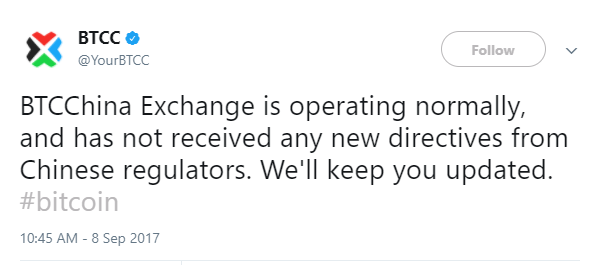 BTCC
Follow
@YourBTCC
BTCChina Exchange is operating normally,
and has not received any new directives from
Chinese regulators. We'll keep you updated.
#bitcoin
10:45 AM - 8 Sep 2017